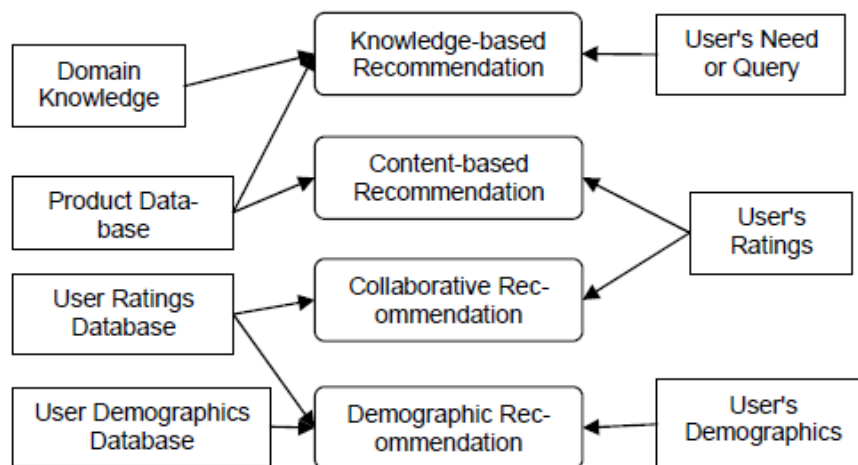 Knowledge-based
Recommendation
User's Need
or Query
Domain
Knowledge
Content-based
Recommendation
Product Data-
base
User's
Ratings
User Ratings
Database
Collaborative Rec-
ommendation
User Demographics
Database
Demographic Rec-
ommendation
User's
Demographics